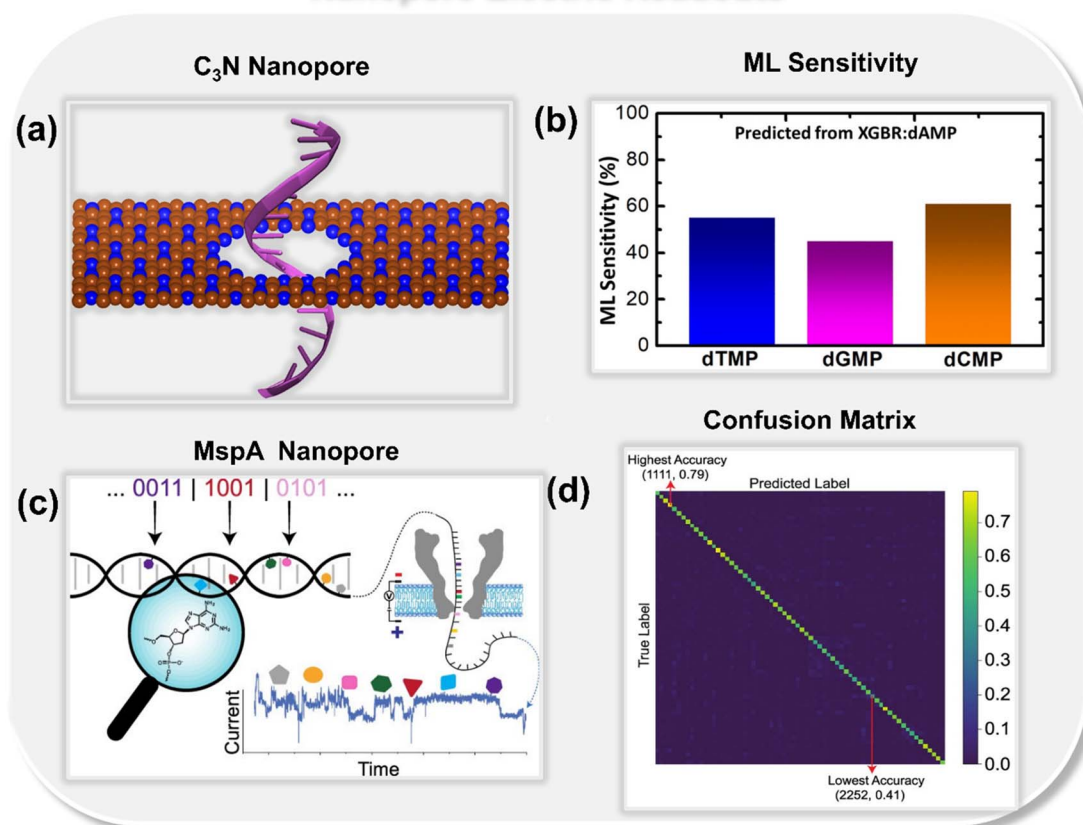 C₃N Nanopore
(a)
ML Sensitivity
(b)
Predicted from XGBR:dAMP
ML Sensitivity (%)
100
80
60
40
20
0
dTMP dGMP dCMP
MspA Nanopore
(c)
... 0011 | 1001 | 0101 ...
N
N
N
N
NH₂
NH₂
O
O
O
P
O⁻
O
V
-
+
Current
Time
Confusion Matrix
(d)
Highest Accuracy
(1111, 0.79)
Predicted Label
True Label
0.7
0.6
0.5
0.4
0.3
0.2
0.1
0.0
Lowest Accuracy
(2252, 0.41)